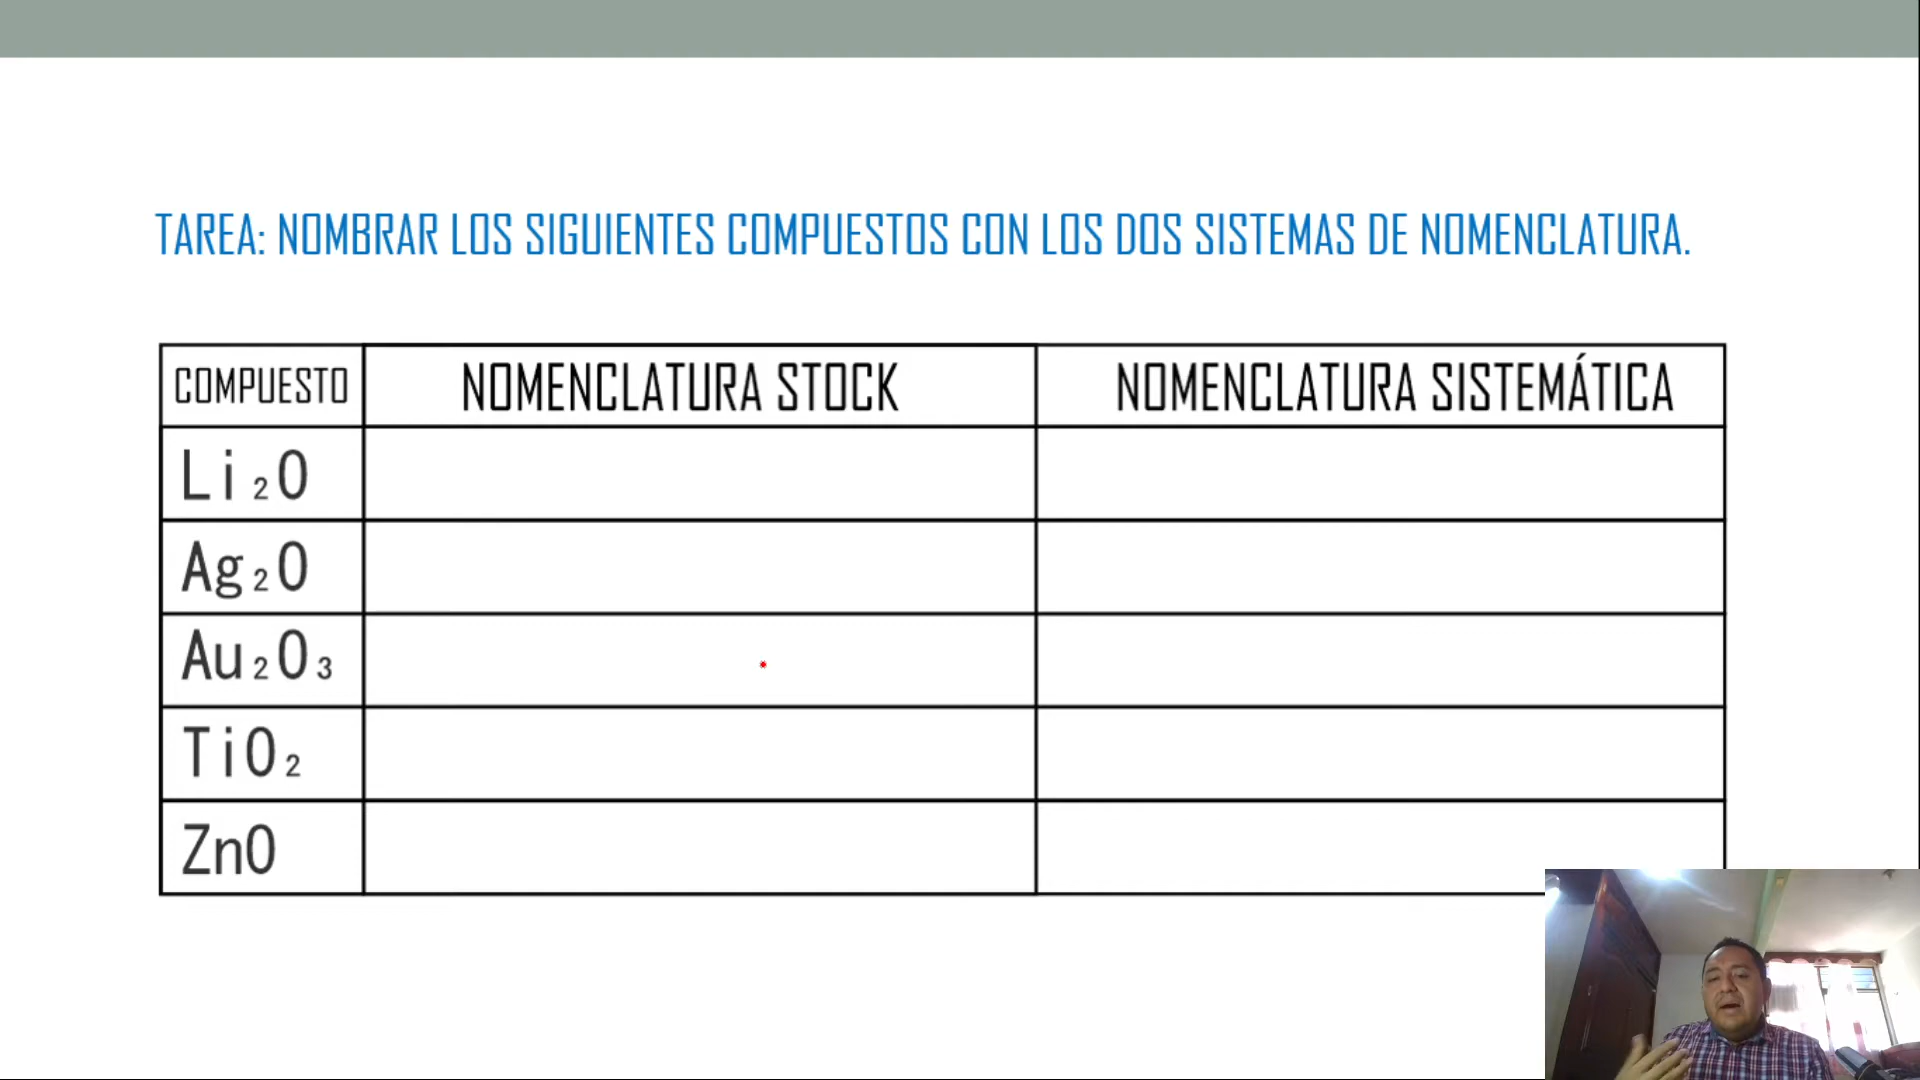 TAREA: NOMBRAR LOS SIGUIENTES COMPUESTOS CON LOS DOS SISTEMAS DE NOMENCLATURA.
COMPUESTO NOMENCLATURA STOCK NOMENCLATURA SISTEMÁTICA
Li₂O
Ag₂O
Au₂O₃
TiO₂
ZnO